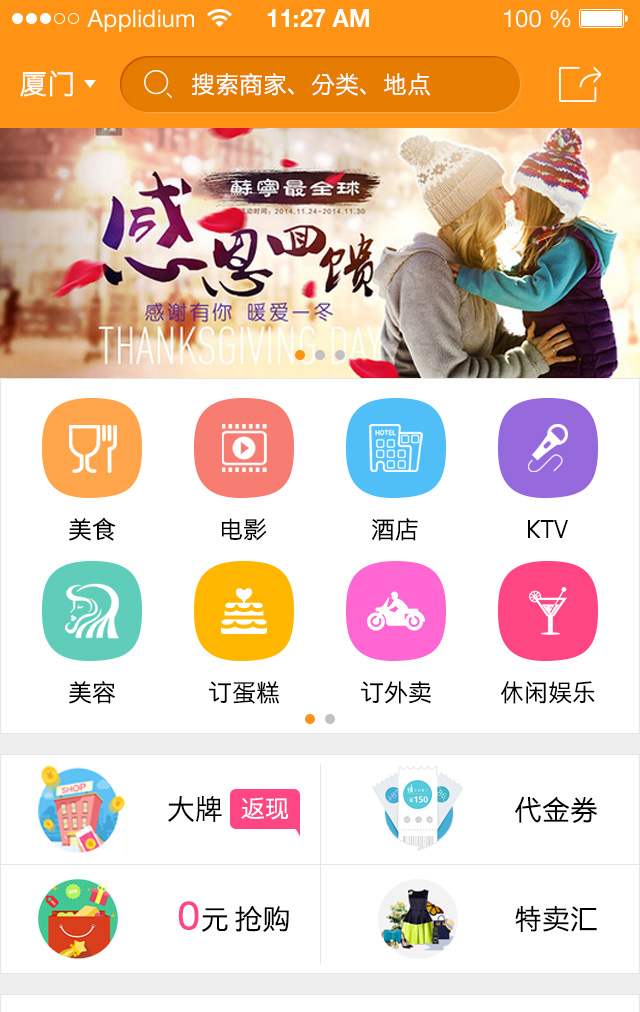 Applidium 11:27 AM 100 %
厦门 搜索商家、分类、地点
蘇寧最全球
活动时间：2014.11.24-2014.11.30
感恩回馈
感谢有你 暖爱一冬
THANKSGIVING DAY
HOTEL
美食 电影 酒店 KTV
美容 订蛋糕 订外卖 休闲娱乐
SHOP
大牌 返现
¥150
代金券
0元 抢购
特卖汇